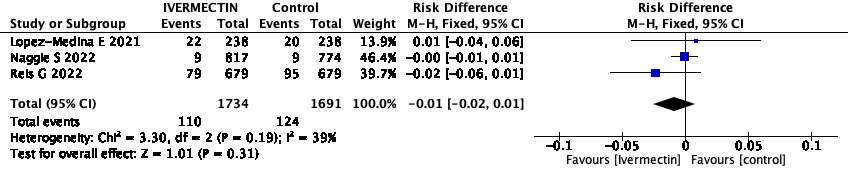 IVERMECTIN Control Risk Difference Risk Difference
Study or Subgroup Events Total Events Total Weight M-H, Fixed, 95% CI M-H, Fixed, 95% CI
Lopez-Medina E 2021 22 238 20 238 13.9% 0.01 [-0.04, 0.06]
Naggie S 2022 9 817 9 774 46.4% -0.00 [-0.01, 0.01]
Reis G 2022 79 679 95 679 39.7% -0.02 [-0.06, 0.01]
Total (95% CI) 1734 1691 100.0% -0.01 [-0.02, 0.01]
Total events 110 124
Heterogeneity: Chi² = 3.30, df = 2 (P = 0.19); I² = 39%
Test for overall effect: Z = 1.01 (P = 0.31)
-0.1 -0.05 0 0.05 0.1
Favours [Ivermectin] Favours [control]